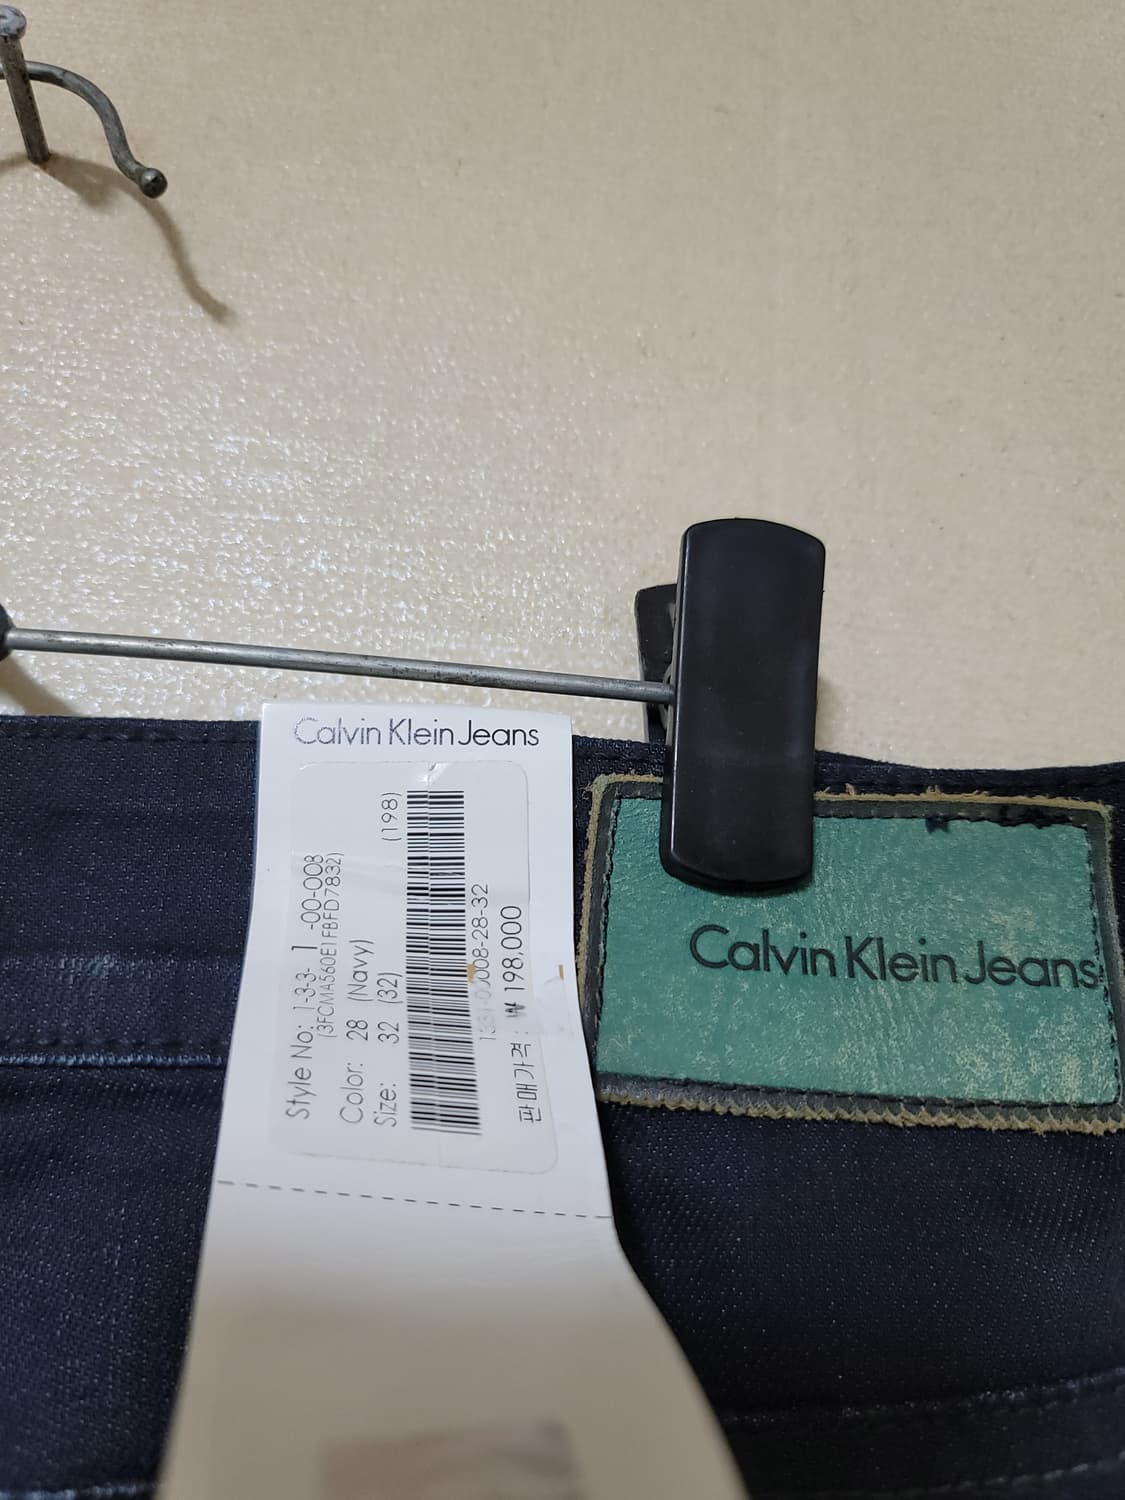 Calvin Klein Jeans
Style No: 1-3-3- 1 -00-008
(3FCMA560E1FBFD7832)
Color: 28 (Navy)
Size: 32 (32) (198)
1331-00008-28-32
판매가격 : ₩ 198,000
Calvin Klein Jeans